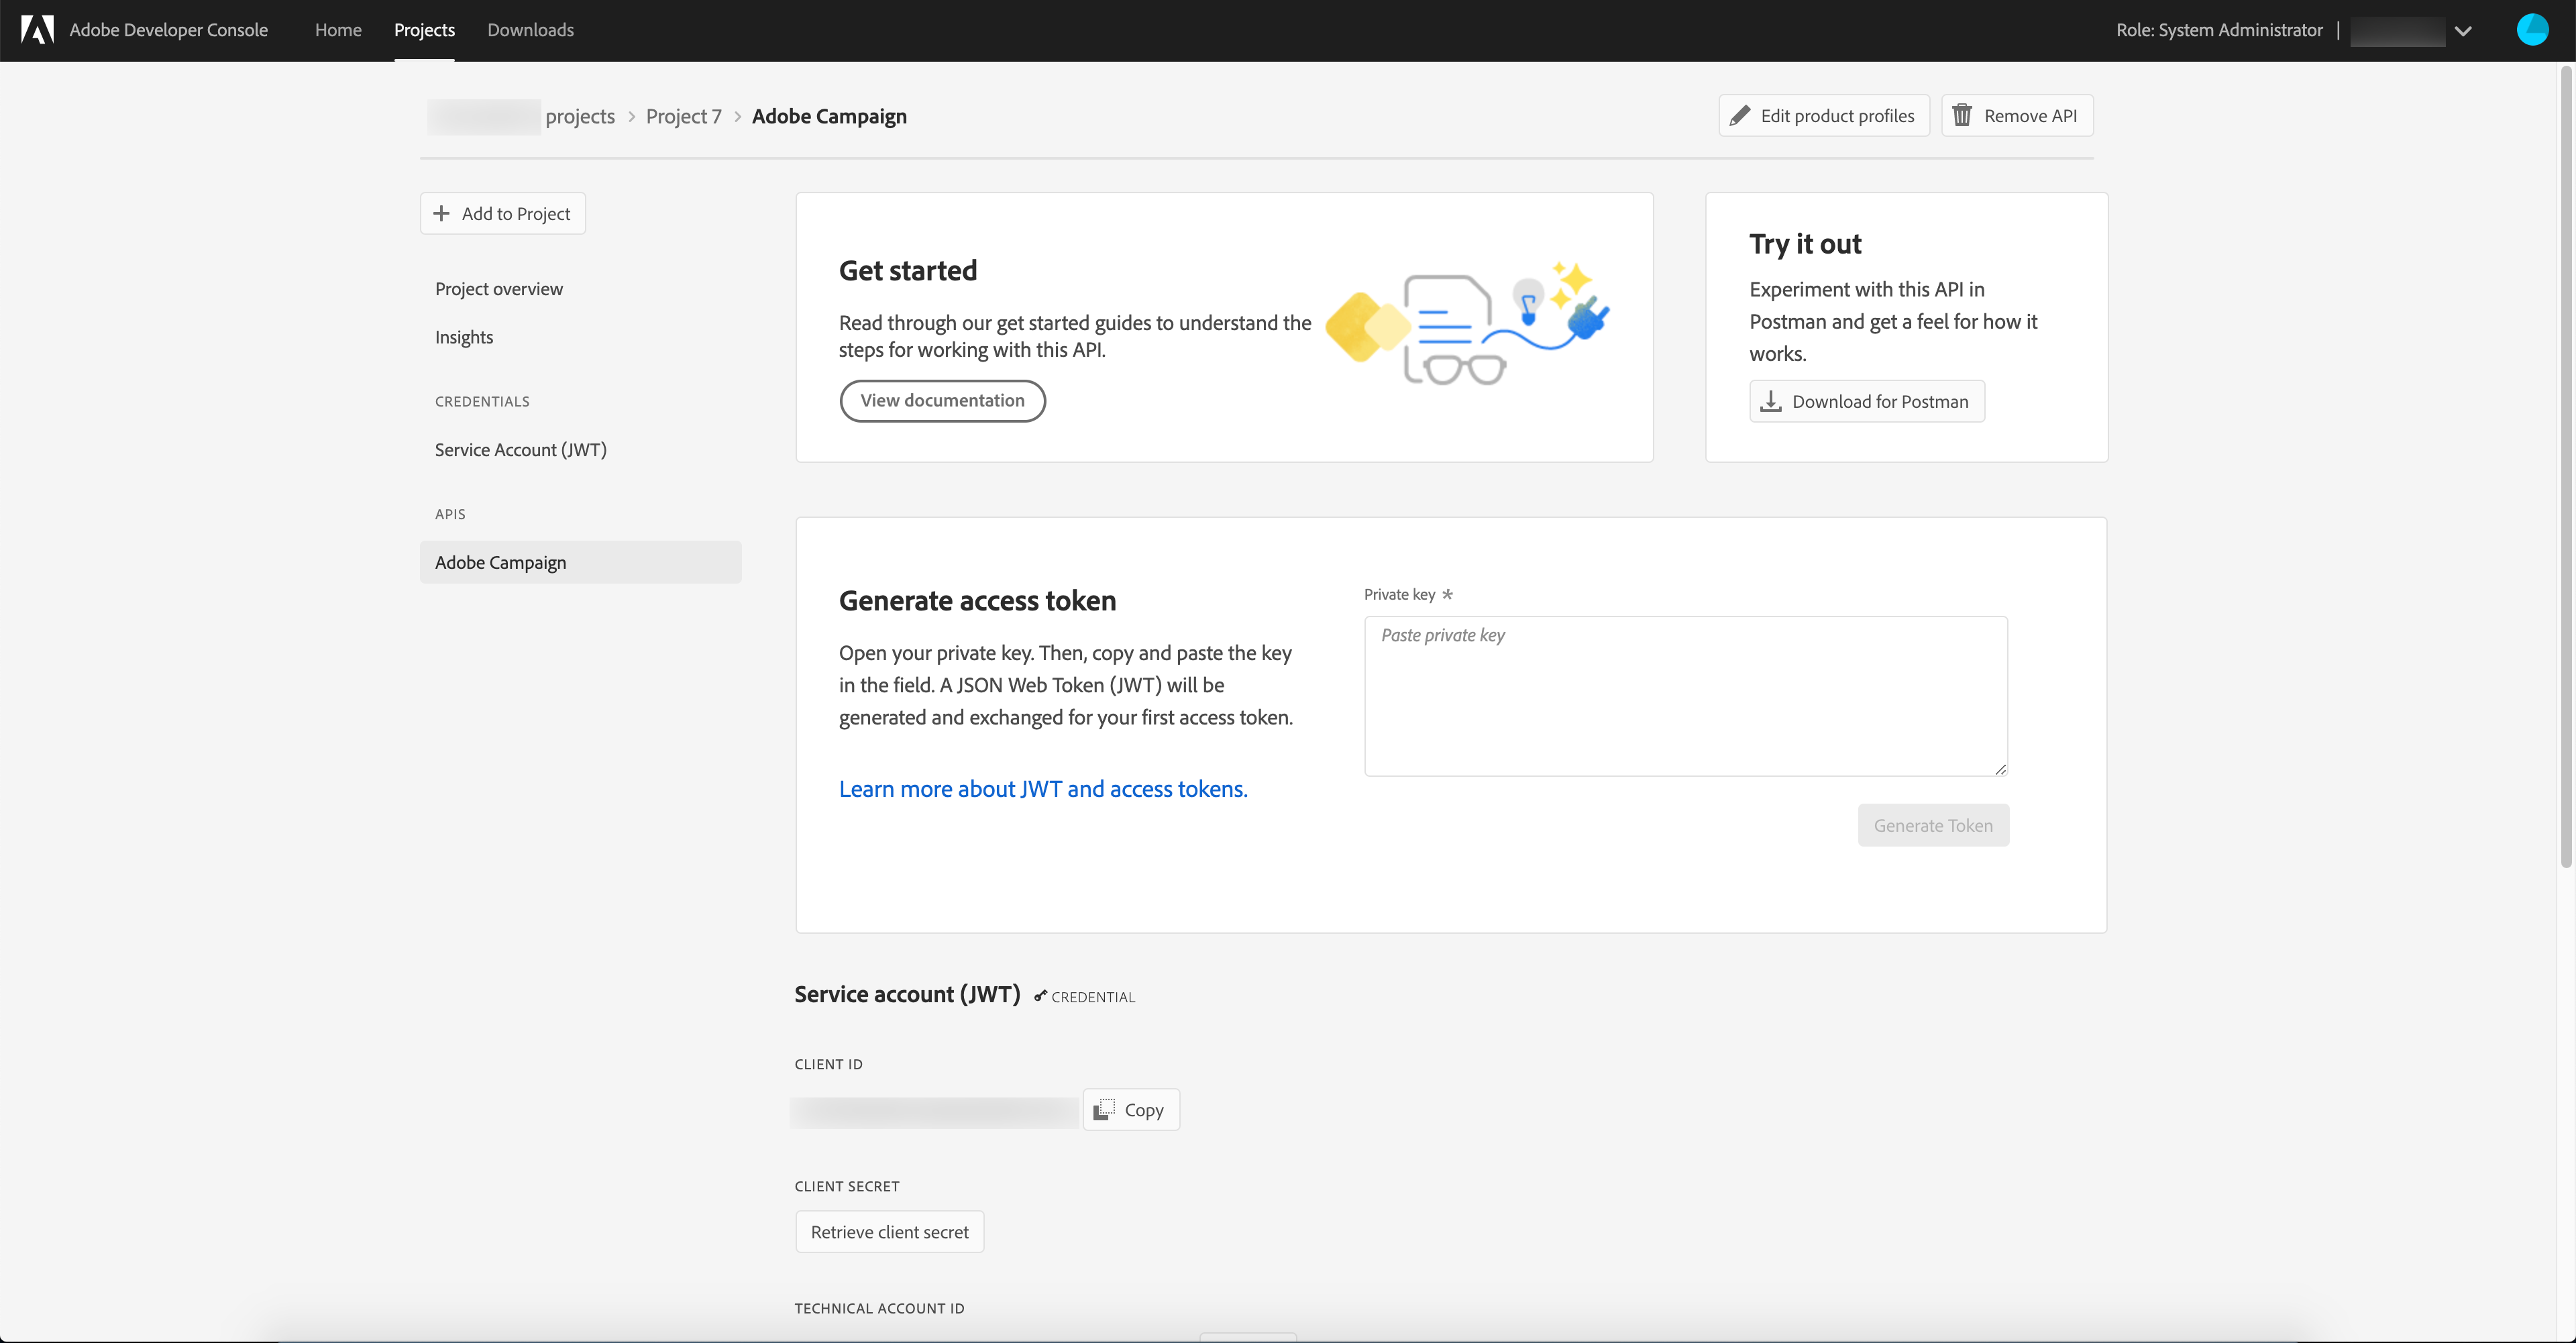 Adobe Developer Console Home Projects Downloads Role: System Administrator |
projects > Project 7 > Adobe Campaign
Edit product profiles Remove API
Add to Project
Project overview
Insights
CREDENTIALS
Service Account (JWT)
APIS
Adobe Campaign
Get started
Read through our get started guides to understand the
steps for working with this API.
View documentation
Try it out
Experiment with this API in
Postman and get a feel for how it
works.
Download for Postman
Generate access token
Open your private key. Then, copy and paste the key
in the field. A JSON Web Token (JWT) will be
generated and exchanged for your first access token.
Learn more about JWT and access tokens.
Private key *
Paste private key
Generate Token
Service account (JWT) CREDENTIAL
CLIENT ID
Copy
CLIENT SECRET
Retrieve client secret
TECHNICAL ACCOUNT ID